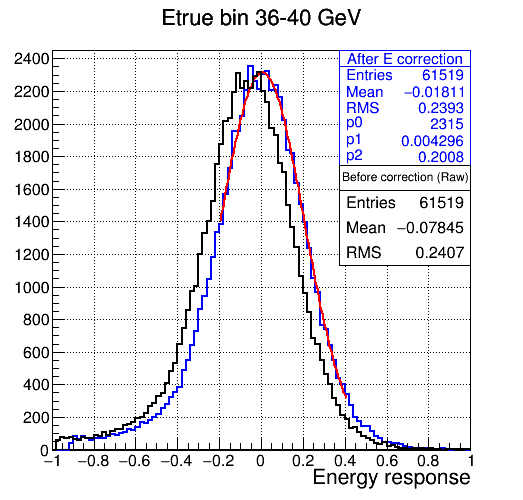 Etrue bin 36-40 GeV
After E correction
Entries 61519
Mean −0.01811
RMS 0.2393
p0 2315
p1 0.004296
p2 0.2008
Before correction (Raw)
Entries 61519
Mean −0.07845
RMS 0.2407
2400
2200
2000
1800
1600
1400
1200
1000
800
600
400
200
0
−1 −0.8 −0.6 −0.4 −0.2 0 0.2 0.4 0.6 0.8 1
Energy response